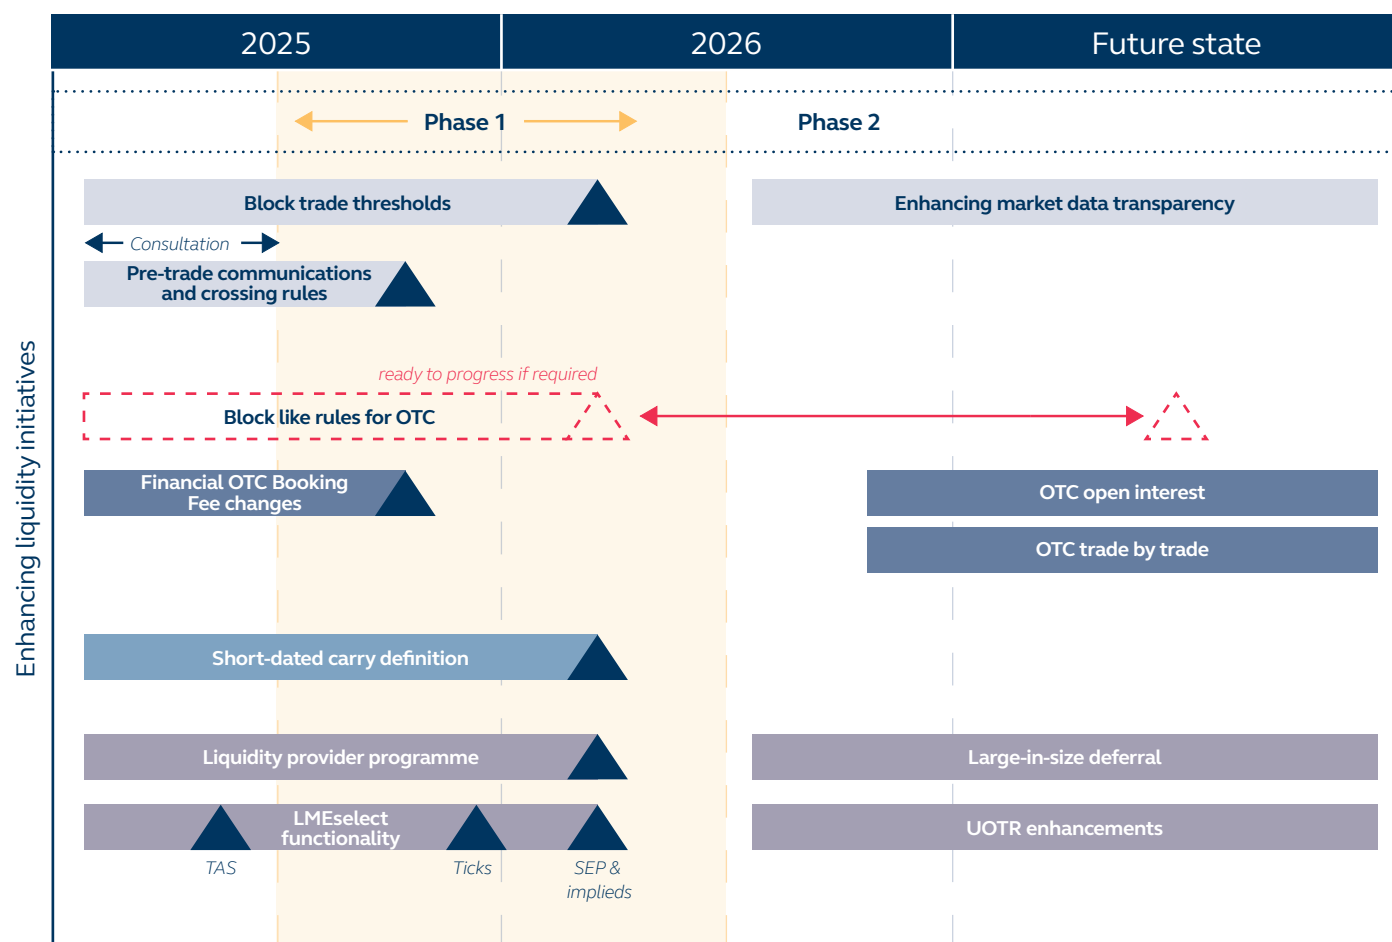 2025
2026
Future state
Phase 1
Phase 2
Block trade thresholds
Enhancing market data transparency
Consultation
Pre-trade communications
and crossing rules
Enhancing liquidity initiatives
ready to progress if required
Block like rules for OTC
Financial OTC Booking
Fee changes
OTC open interest
OTC trade by trade
Short-dated carry definition
Liquidity provider programme
Large-in-size deferral
LMEselect
functionality
UOTR enhancements
TAS
Ticks
SEP &
implieds